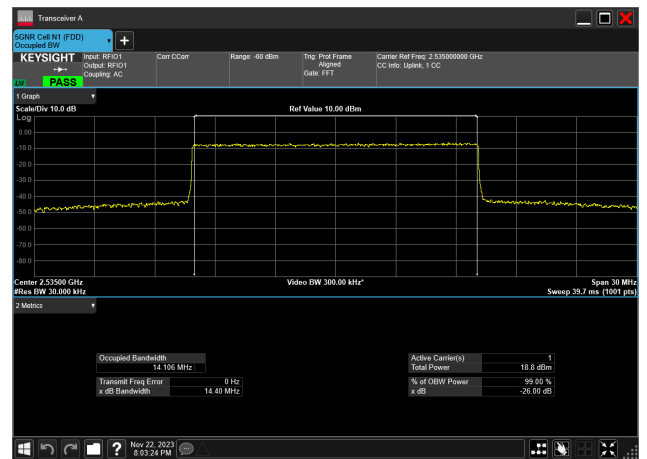 Transceiver A
5GNR Cell N1 (FDD)
Occupied BW
KEYSIGHT
Input: RFIO1
Output: RFIO1
Coupling: AC
Corr CCorr
Range: -60 dBm
Trig: Prot Frame
Aligned
Gate: FFT
Carrier Ref Freq: 2.535000000 GHz
CC Info: Uplink, 1 CC
PASS
1 Graph
Scale/Div 10.0 dB
Ref Value 10.00 dBm
Log
0.00
-10.0
-20.0
-30.0
-40.0
-50.0
-60.0
-70.0
-80.0
Center 2.53500 GHz
Video BW 300.00 kHz*
Span 30 MHz
#Res BW 30.000 kHz
Sweep 39.7 ms (1001 pts)
2 Metrics
Occupied Bandwidth
14.106 MHz
Active Carrier(s) 1
Total Power 18.8 dBm
Transmit Freq Error 0 Hz
x dB Bandwidth 14.40 MHz
% of OBW Power 99.00 %
x dB -26.00 dB
Nov 22, 2023
8:03:24 PM